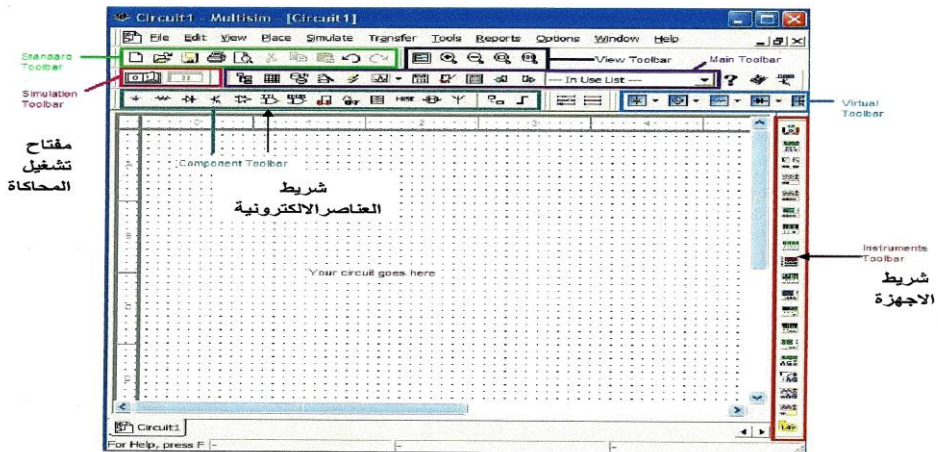 Circuit1 - Multisim - [Circuit1]
File Edit View Place Simulate Transfer Tools Reports Options Window Help
Standard
Toolbar
View Toolbar
Main Toolbar
Simulation
Toolbar
--- In Use List ---
Virtual
Toolbar
مفتاح
تشغيل
المحاكاة
Component Toolbar
شريط
العناصر الالكترونية
Your circuit goes here
Instruments
Toolbar
شريط
الاجهزة
Circuit1
For Help, press F